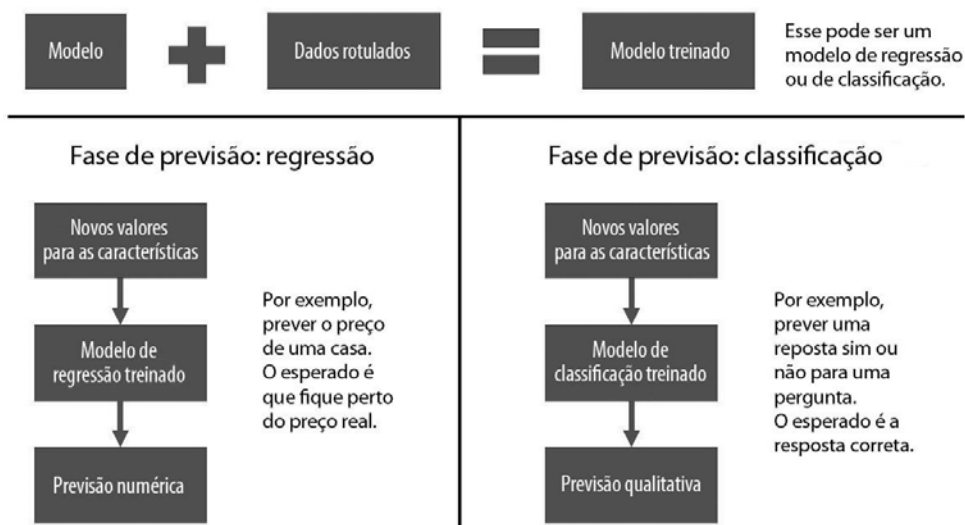 Modelo
Dados rotulados
Modelo treinado
Esse pode ser um
modelo de regressão
ou de classificação.
Fase de previsão: regressão
Novos valores
para as características
Modelo de
regressão treinado
Previsão numérica
Por exemplo,
prever o preço
de uma casa.
O esperado é
que fique perto
do preço real.
Fase de previsão: classificação
Novos valores
para as características
Modelo de
classificação treinado
Previsão qualitativa
Por exemplo,
prever uma
reposta sim ou
não para uma
pergunta.
O esperado é a
resposta correta.